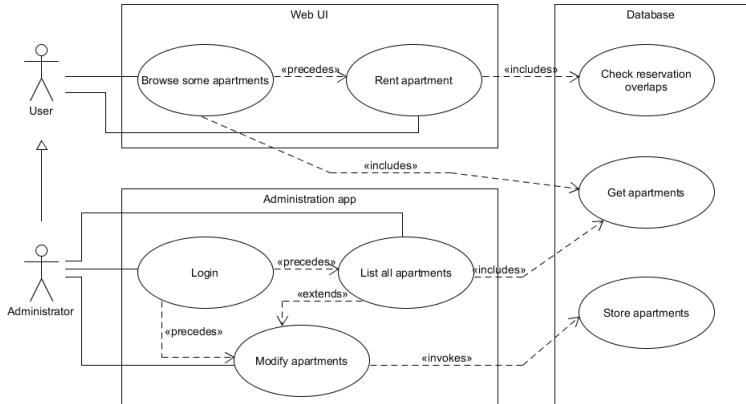 Web UI
Database
Browse some apartments
«precedes»
Rent apartment
«includes»
Check reservation
overlaps
User
«includes»
Get apartments
Administration app
Login
«precedes»
List all apartments
«includes»
Administrator
«extends»
Store apartments
«precedes»
Modify apartments
«invokes»